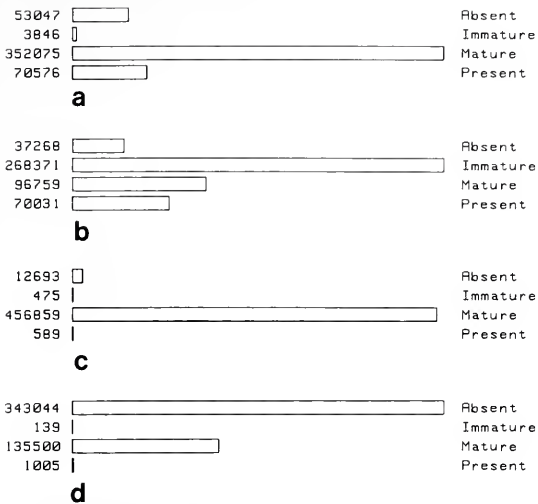 53047 Absent
3846 Immature
352075 Mature
70576 Present
a
37268 Absent
268371 Immature
96759 Mature
70031 Present
b
12693 Absent
475 Immature
456859 Mature
589 Present
c
343044 Absent
139 Immature
135500 Mature
1005 Present
d